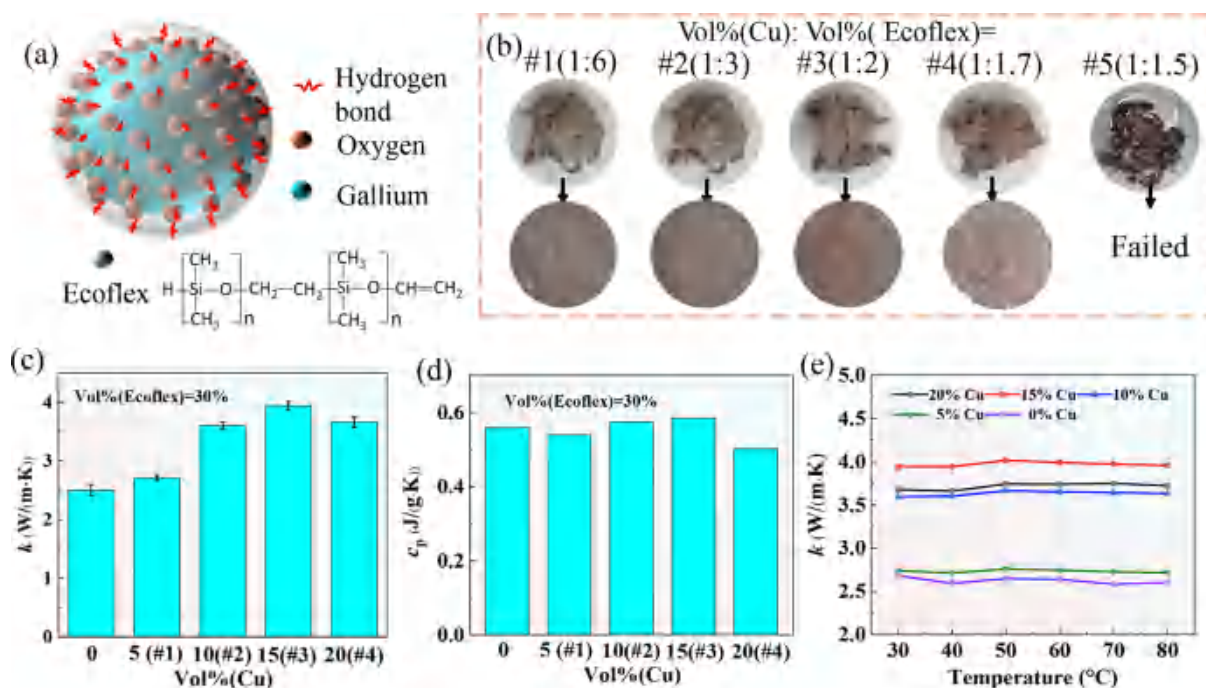 (a)
Hydrogen
bond
Oxygen
Gallium
Ecoflex
CH3 CH3
H Si O CH2 CH2 Si O CH CH2
CH3 n CH3 n
(b)
Vol%(Cu): Vol%( Ecoflex)=
#1(1:6) #2(1:3) #3(1:2) #4(1:1.7) #5(1:1.5)
Failed
(c)
Vol%(Ecoflex)=30%
k (W/m·K)
4
3
2
1
0
0 5 (#1) 10(#2) 15(#3) 20(#4)
Vol%(Cu)
(d)
Vol%(Ecoflex)=30%
cp (J/(g·K))
0.6
0.4
0.2
0.0
0 5 (#1) 10(#2) 15(#3) 20(#4)
Vol%(Cu)
(e)
20% Cu 15% Cu 10% Cu
5% Cu 0% Cu
k (W/(m·K)
5.0
4.5
4.0
3.5
3.0
2.5
2.0
30 40 50 60 70 80
Temperature (°C)